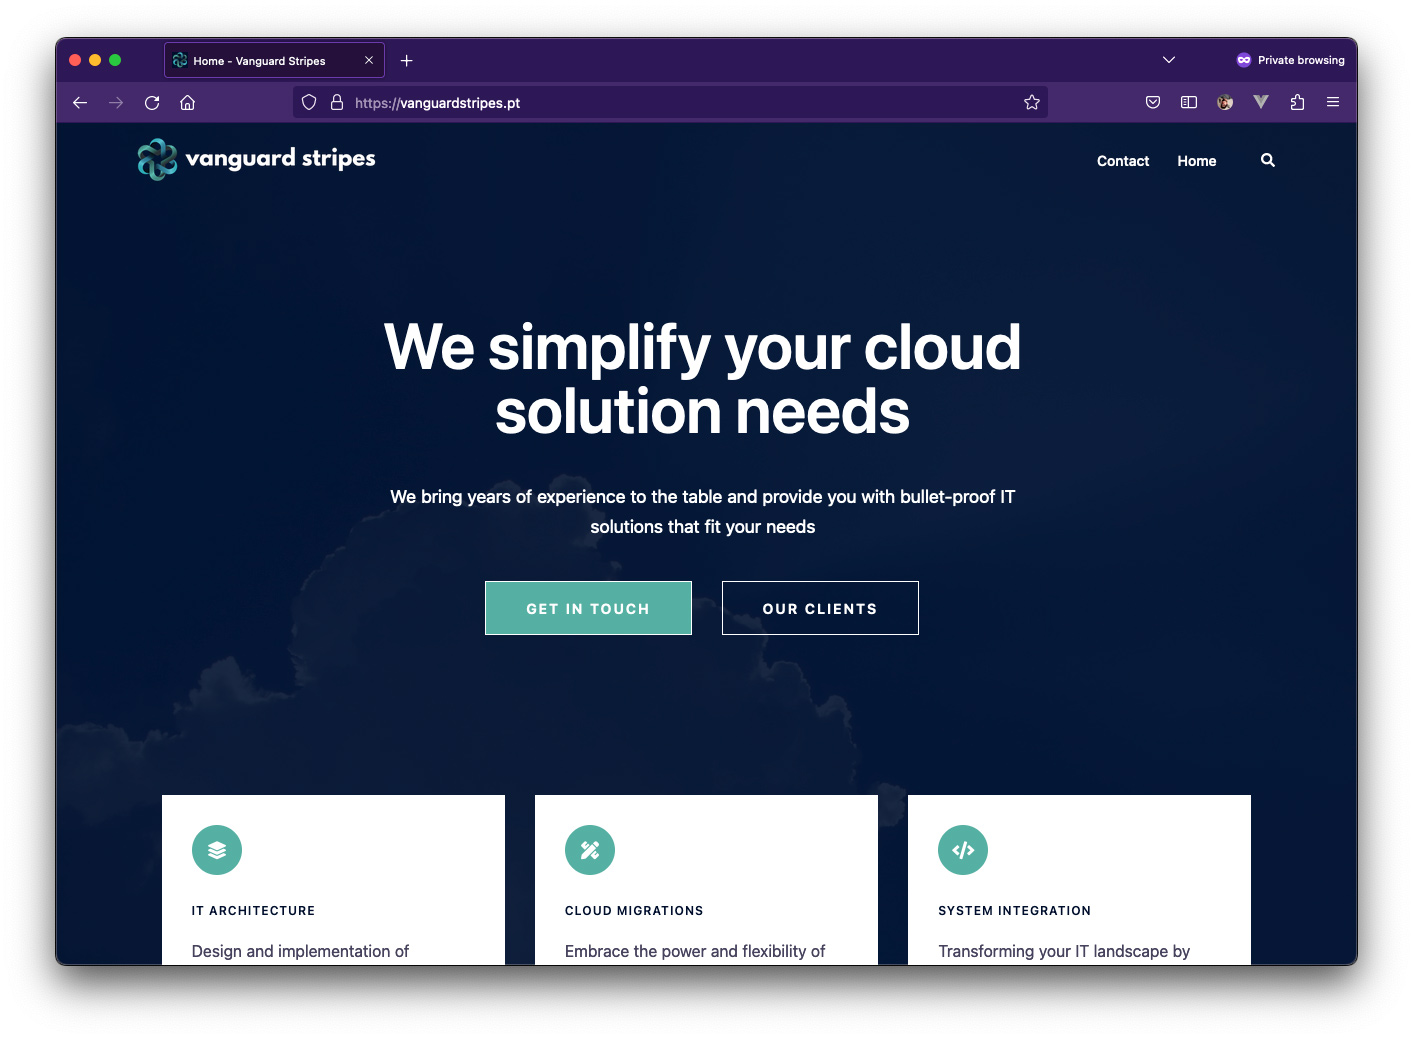 Home - Vanguard Stripes
Private browsing
https://vanguardstripes.pt
vanguard stripes
Contact
Home
We simplify your cloud
solution needs
We bring years of experience to the table and provide you with bullet-proof IT
solutions that fit your needs
GET IN TOUCH
OUR CLIENTS
IT ARCHITECTURE
Design and implementation of
CLOUD MIGRATIONS
Embrace the power and flexibility of
SYSTEM INTEGRATION
Transforming your IT landscape by